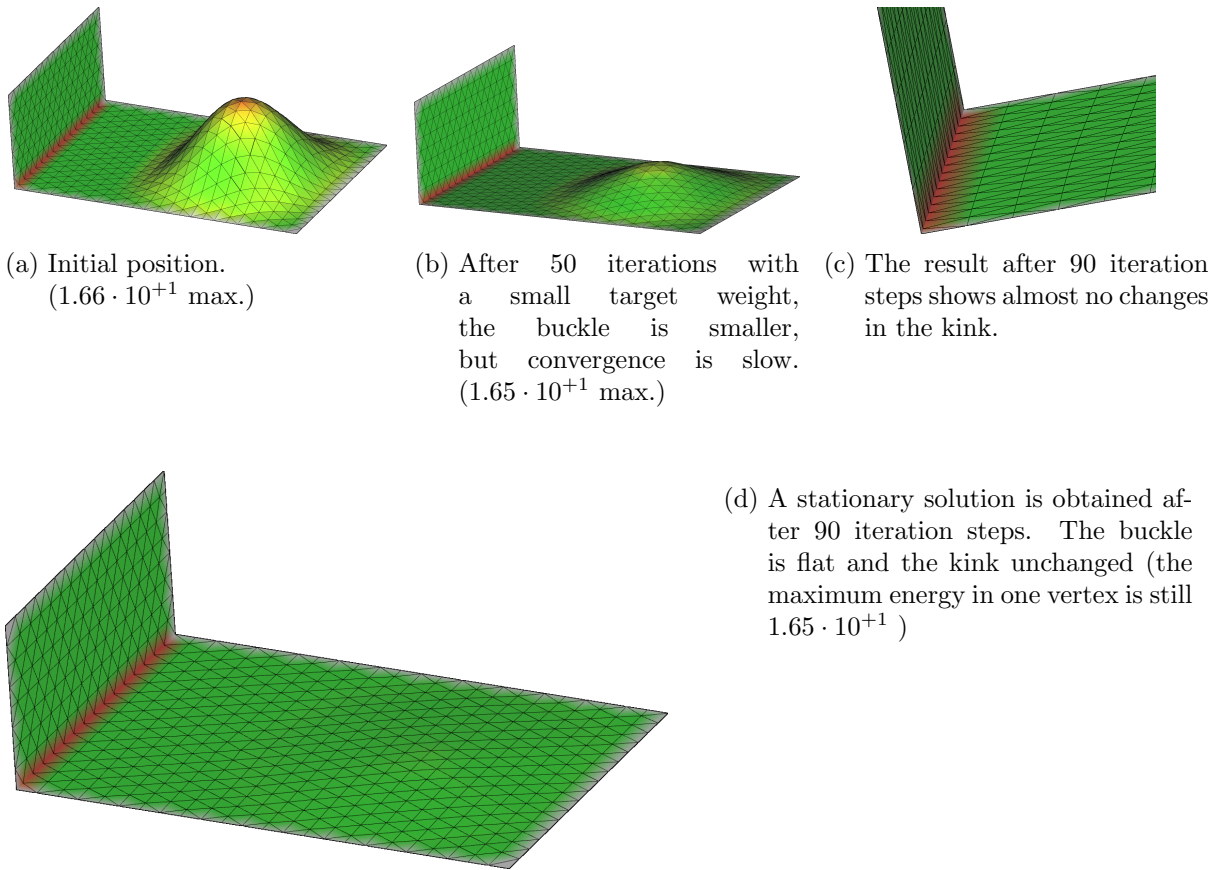 (a) Initial position.
(1.66 · 10⁺¹ max.)
(b) After 50 iterations with
a small target weight,
the buckle is smaller,
but convergence is slow.
(1.65 · 10⁺¹ max.)
(c) The result after 90 iteration
steps shows almost no changes
in the kink.
(d) A stationary solution is obtained af-
ter 90 iteration steps. The buckle
is flat and the kink unchanged (the
maximum energy in one vertex is still
1.65 · 10⁺¹ )